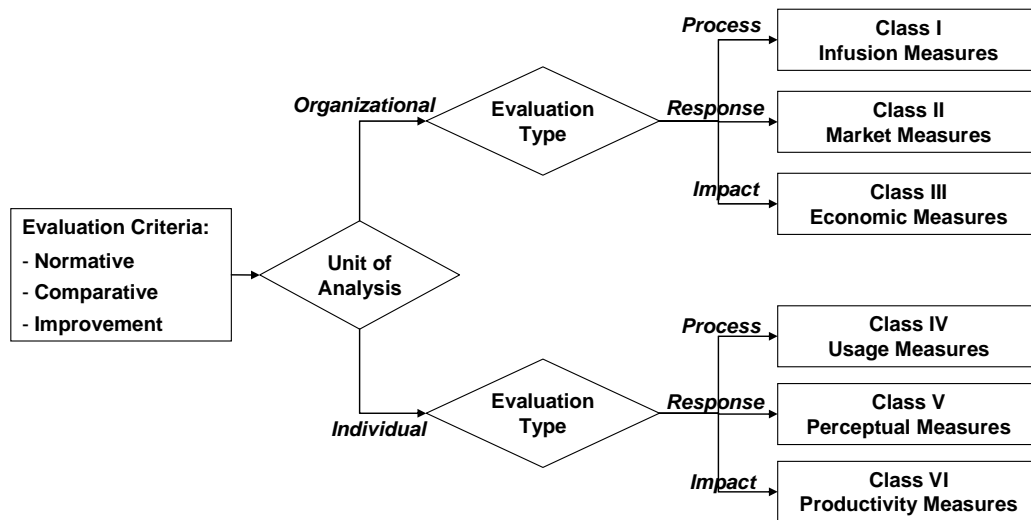 Evaluation Criteria:
- Normative
- Comparative
- Improvement
Unit of
Analysis
Organizational
Evaluation
Type
Process
Class I
Infusion Measures
Response
Class II
Market Measures
Impact
Class III
Economic Measures
Individual
Evaluation
Type
Process
Class IV
Usage Measures
Response
Class V
Perceptual Measures
Impact
Class VI
Productivity Measures